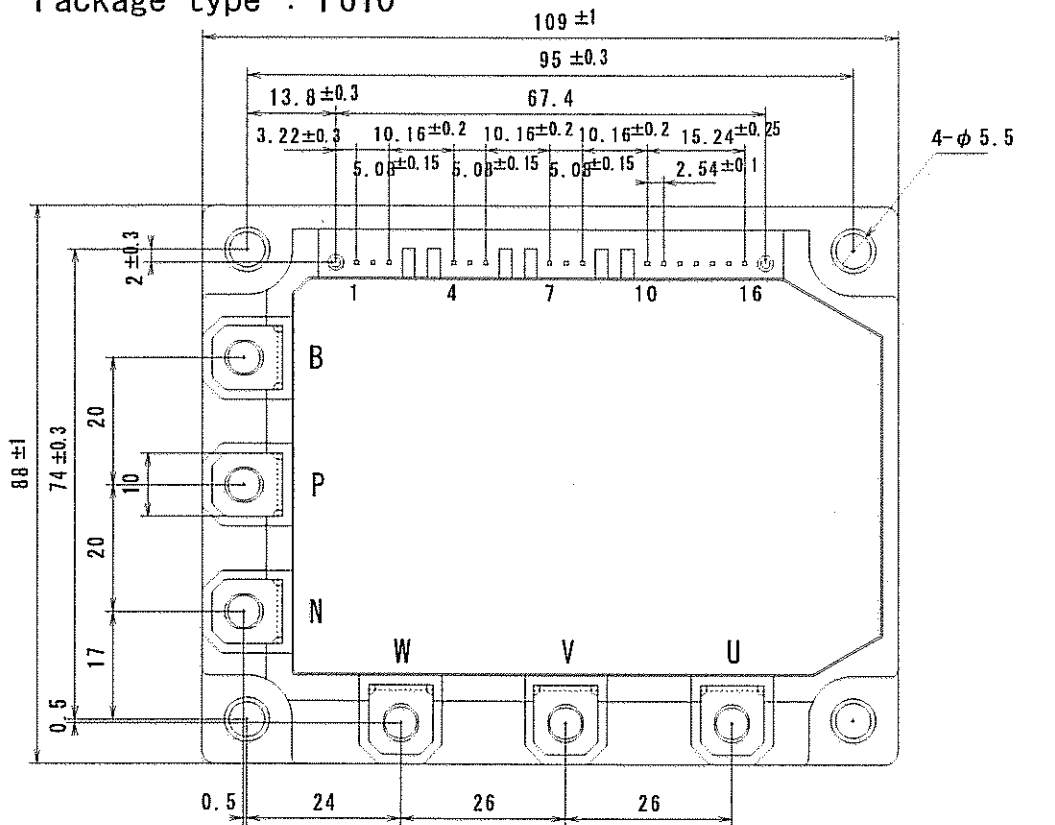 Package type : P610
109 ±1
95 ±0.3
13.8±0.3 67.4
3.22±0.3 10.16±0.2 10.16±0.2 10.16±0.2 15.24±0.25
5.08±0.15 5.08±0.15 5.08±0.15 2.54±0.1
4-φ 5.5
2 ±0.3
1 4 7 10 16
B
20
88 ±1
74 ±0.3
10
P
20
N
17
W V U
0.5
0.5 24 26 26